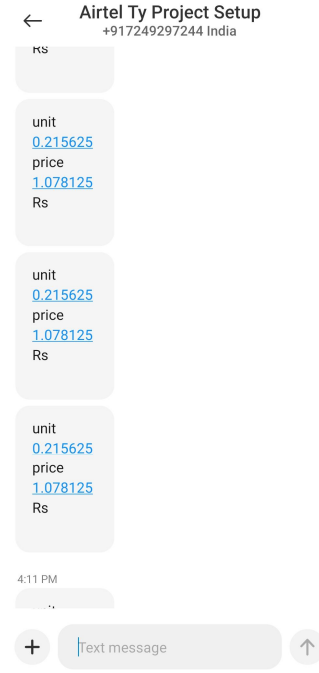 Airtel Ty Project Setup
+917249297244 India
Rs
unit
0.215625
price
1.078125
Rs
unit
0.215625
price
1.078125
Rs
unit
0.215625
price
1.078125
Rs
4:11 PM
Text message